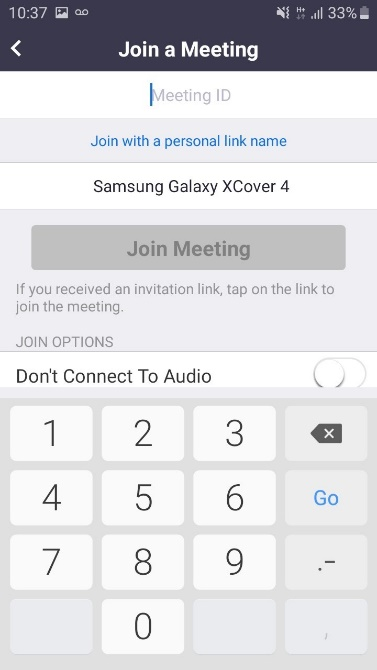 10:37 33%
Join a Meeting
Meeting ID
Join with a personal link name
Samsung Galaxy XCover 4
Join Meeting
If you received an invitation link, tap on the link to
join the meeting.
JOIN OPTIONS
Don't Connect To Audio
1 2 3
4 5 6 Go
7 8 9 .-
0 ,